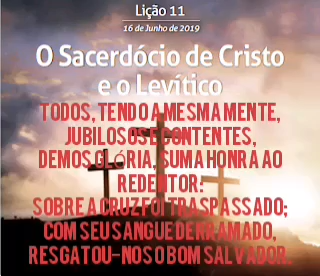 Lição 11
16 de Junho de 2019
O Sacerdócio de Cristo
e o Levítico
TODOS, TENDO A MESMA MENTE,
JUBILOSOS E CONTENTES,
DEMOS GLÓRIA, SUMA HONRA AO
REDENTOR:
SOBRE A CRUZ FOI TRASPASSADO;
COM SEU SANGUE DERRAMADO,
RESGATOU-NOS O BOM SALVADOR.